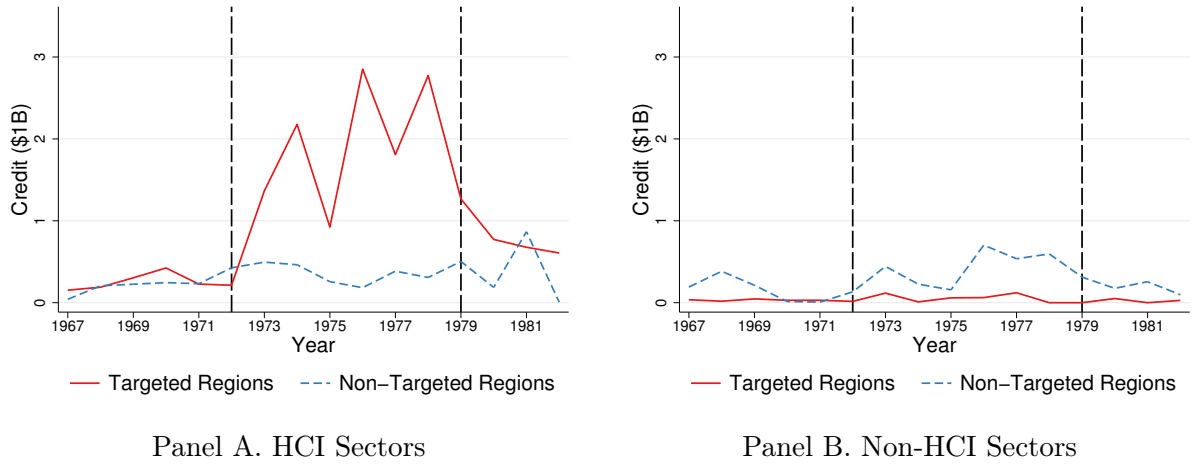 Credit ($1B)
3
2
1
0
1967 1969 1971 1973 1975 1977 1979 1981
Year
Targeted Regions Non−Targeted Regions
Panel A. HCI Sectors
Credit ($1B)
3
2
1
0
1967 1969 1971 1973 1975 1977 1979 1981
Year
Targeted Regions Non−Targeted Regions
Panel B. Non-HCI Sectors